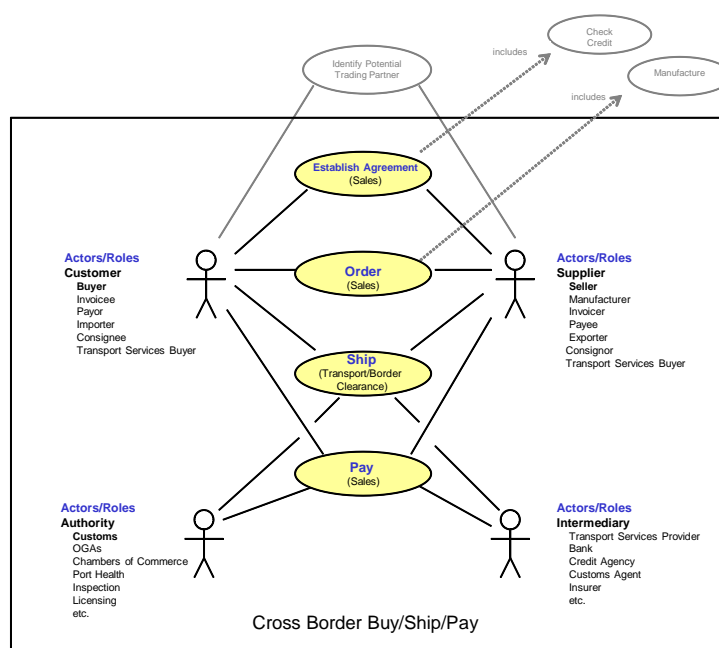 Check
Credit
includes
Identify Potential
Trading Partner
Manufacture
includes
Establish Agreement
(Sales)
Actors/Roles
Customer
Buyer
Invoicee
Payor
Importer
Consignee
Transport Services Buyer
Order
(Sales)
Actors/Roles
Supplier
Seller
Manufacturer
Invoicer
Payee
Exporter
Consignor
Transport Services Buyer
Ship
(Transport/Border
Clearance)
Pay
(Sales)
Actors/Roles
Authority
Customs
OGAs
Chambers of Commerce
Port Health
Inspection
Licensing
etc.
Actors/Roles
Intermediary
Transport Services Provider
Bank
Credit Agency
Customs Agent
Insurer
etc.
Cross Border Buy/Ship/Pay